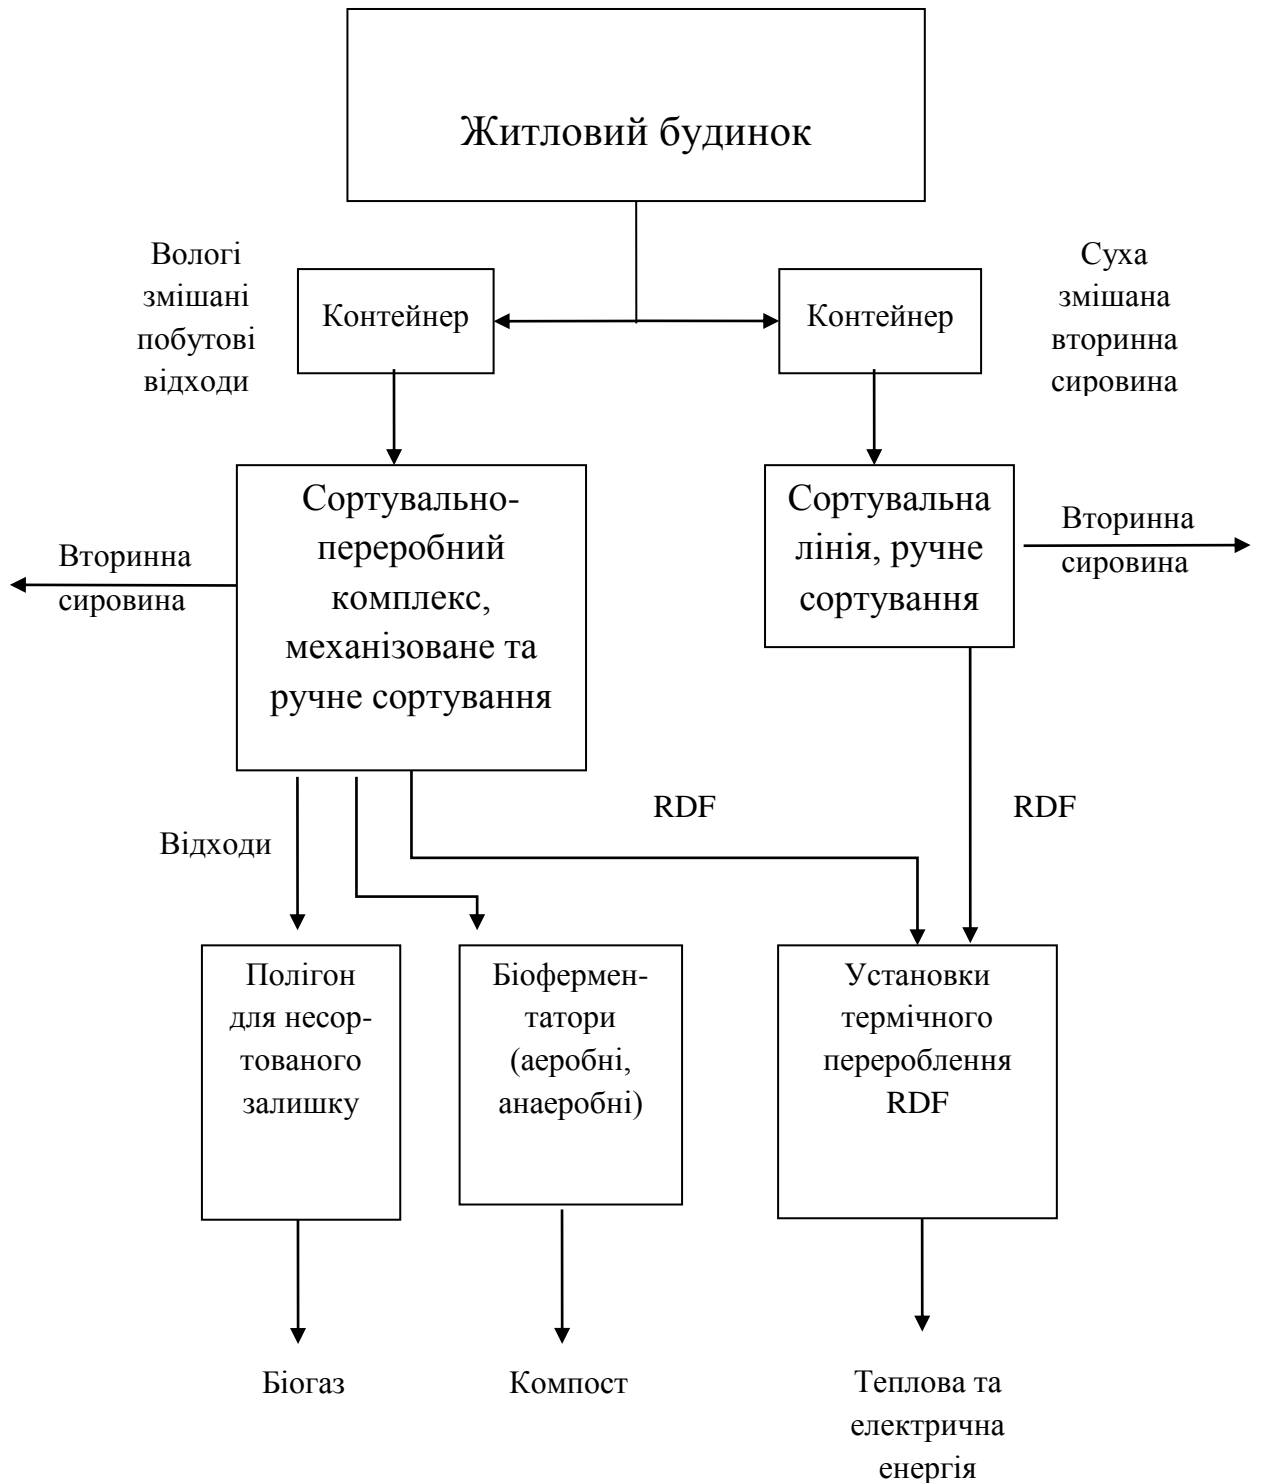 Житловий будинок
Вологі
змішані
побутові
відходи
Контейнер
Контейнер
Суха
змішана
вторинна
сировина
Сортувально-
переробний
комплекс,
механізоване та
ручне сортування
Сортувальна
лінія, ручне
сортування
Вторинна
сировина
Вторинна
сировина
Відходи
RDF
RDF
Полігон
для несор-
тованого
залишку
Біофермен-
татори
(аеробні,
анаеробні)
Установки
термічного
перероблення
RDF
Біогаз
Компост
Теплова та
електрична
енергія